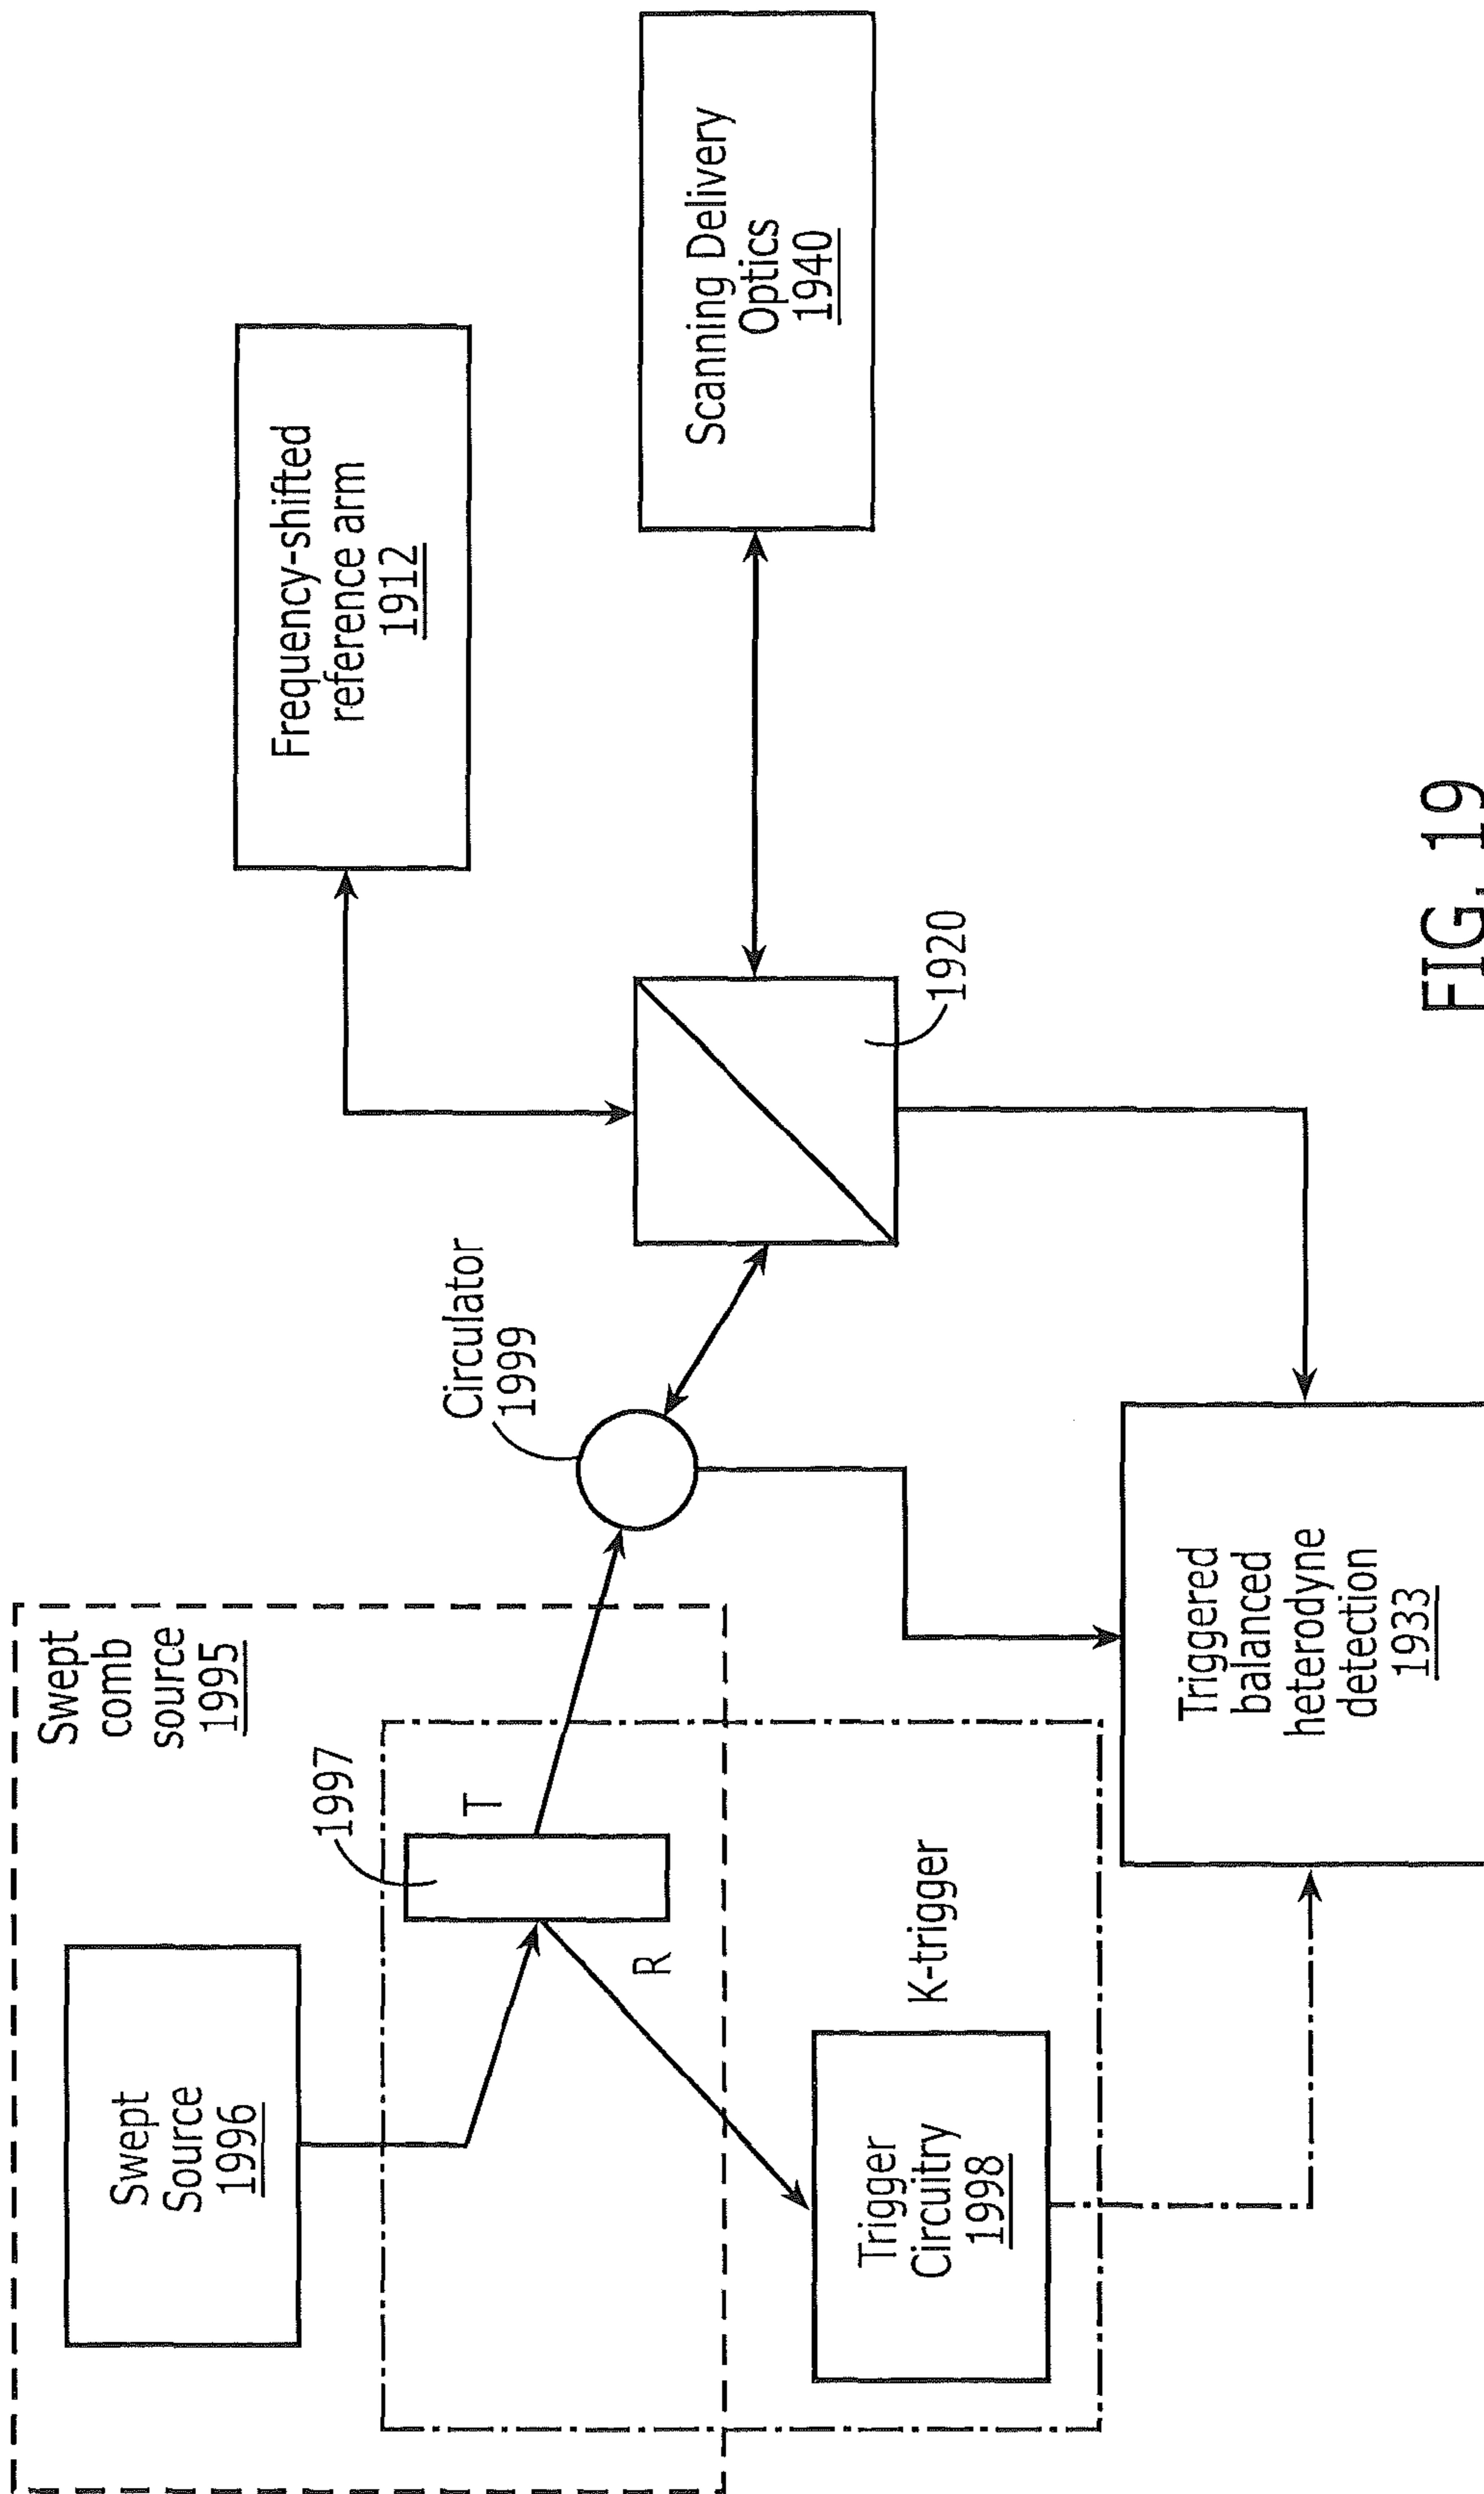 Swept
comb
source
1995
Swept
Source
1996
1997
T
R
Trigger
Circuitry
1998
K-trigger
Circulator
1999
Frequency-shifted
reference arm
1912
Scanning Delivery
Optics
1940
1920
Triggered
balanced
heterodyne
detection
1933
FIG. 19